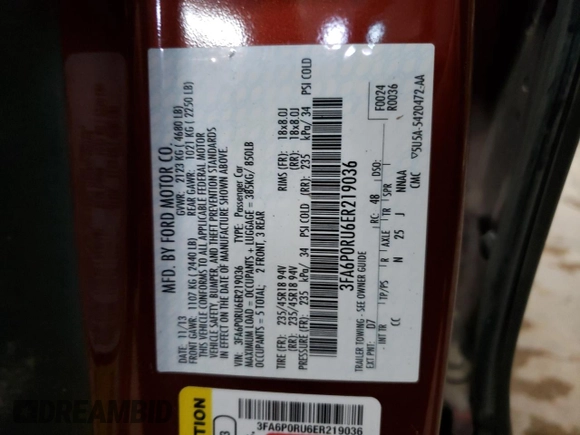 MFD. BY FORD MOTOR CO.
DATE: 11/13 GVWR: 2123 KG ( 4680 LB)
FRONT GAWR: 1107 KG ( 2440 LB) REAR GAWR: 1021 KG ( 2250 LB)
THIS VEHICLE CONFORMS TO ALL APPLICABLE FEDERAL MOTOR
VEHICLE SAFETY, BUMPER, AND THEFT PREVENTION STANDARDS
IN EFFECT ON THE DATE OF MANUFACTURE SHOWN ABOVE.
VIN: 3FA6P0RU6ER219036 TYPE: Passenger Car
MAXIMUM LOAD = OCCUPANTS + LUGGAGE = 385KG/ 850LB
OCCUPANTS = 5 TOTAL; 2 FRONT, 3 REAR
TIRE (FR): 235/45R18 94V RIMS (FR): 18x8.0J
(RR): 235/45R18 94V (RR): 18x8.0J
PRESSURE (FR): 235 kPa/ 34 PSI COLD (RR): 235 kPa/ 34 PSI COLD
3FA6P0RU6ER219036
F0024
R0036
TRAILER TOWING - SEE OWNER GUIDE
EXT PNT: D7 RC: 48 DSO:
INT TR TP/PS R AXLE TR SPR
CC N 25 J NNAA CMC
5U5A-5420472-AA
3FA6P0RU6ER219036
DREAMBID